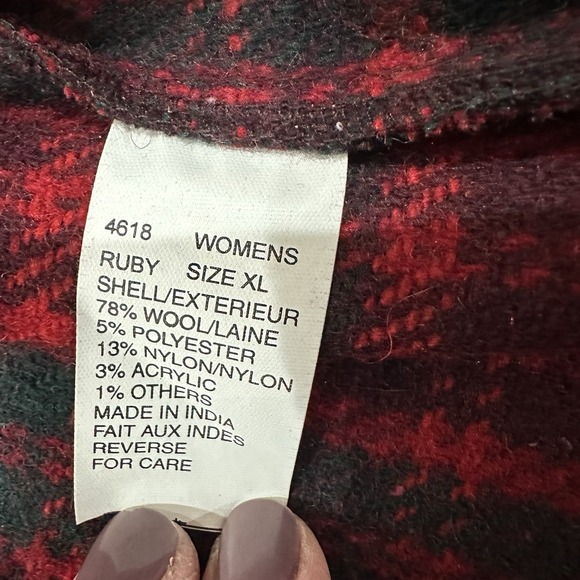 4618 WOMENS
RUBY SIZE XL
SHELL/EXTERIEUR
78% WOOL/LAINE
5% POLYESTER
13% NYLON/NYLON
3% ACRYLIC
1% OTHERS
MADE IN INDIA
FAIT AUX INDES
REVERSE
FOR CARE